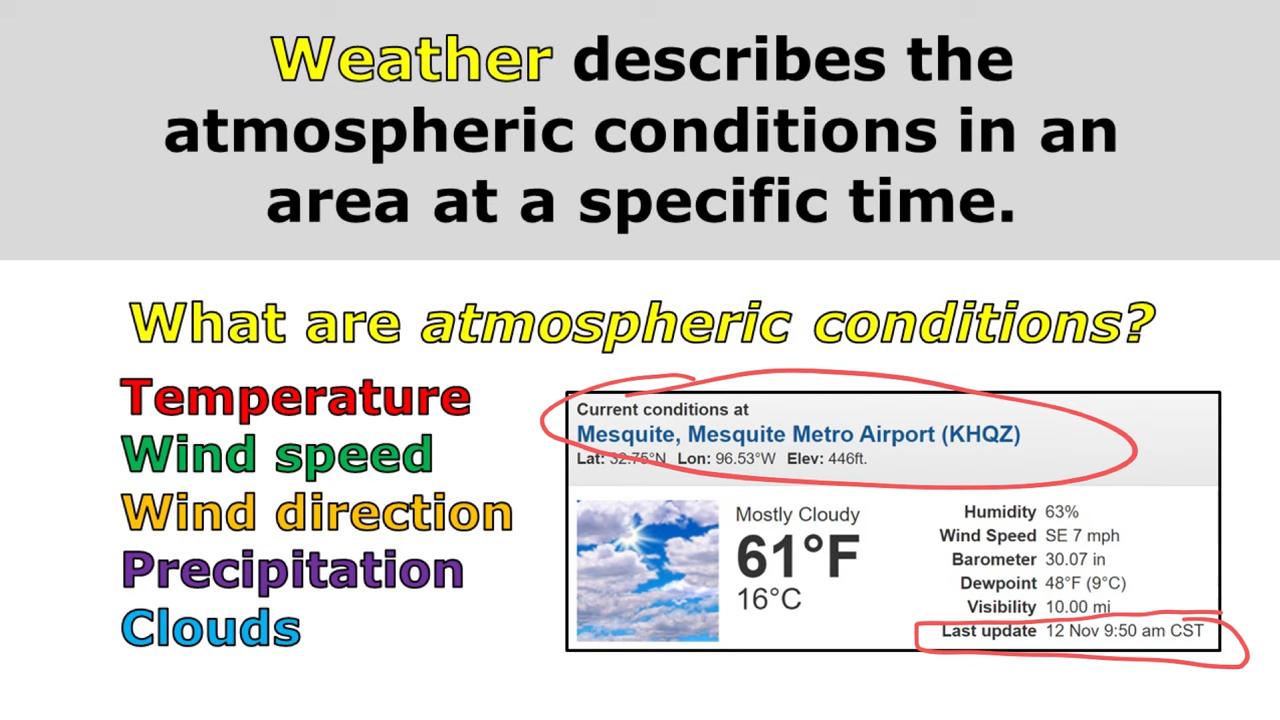 Weather describes the
atmospheric conditions in an
area at a specific time.
What are atmospheric conditions?
Temperature
Wind speed
Wind direction
Precipitation
Clouds
Current conditions at
Mesquite, Mesquite Metro Airport (KHQZ)
Lat: 32.75°N Lon: 96.53°W Elev: 446ft.
Mostly Cloudy
61°F
16°C
Humidity 63%
Wind Speed SE 7 mph
Barometer 30.07 in
Dewpoint 48°F (9°C)
Visibility 10.00 mi
Last update 12 Nov 9:50 am CST